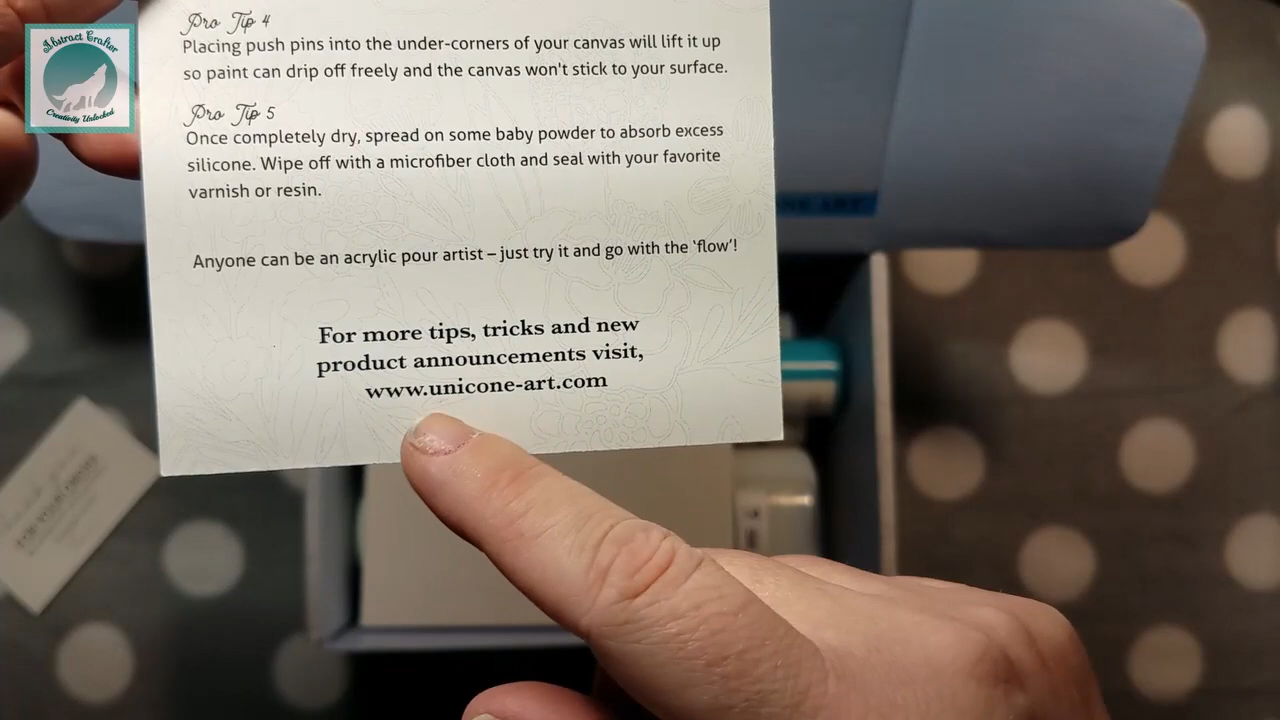 Abstract Crafter
Creativity Unlocked
Pro Tip 4
Placing push pins into the under-corners of your canvas will lift it up
so paint can drip off freely and the canvas won't stick to your surface.
Pro Tip 5
Once completely dry, spread on some baby powder to absorb excess
silicone. Wipe off with a microfiber cloth and seal with your favorite
varnish or resin.
Anyone can be an acrylic pour artist – just try it and go with the 'flow'!
For more tips, tricks and new
product announcements visit,
www.unicone-art.com